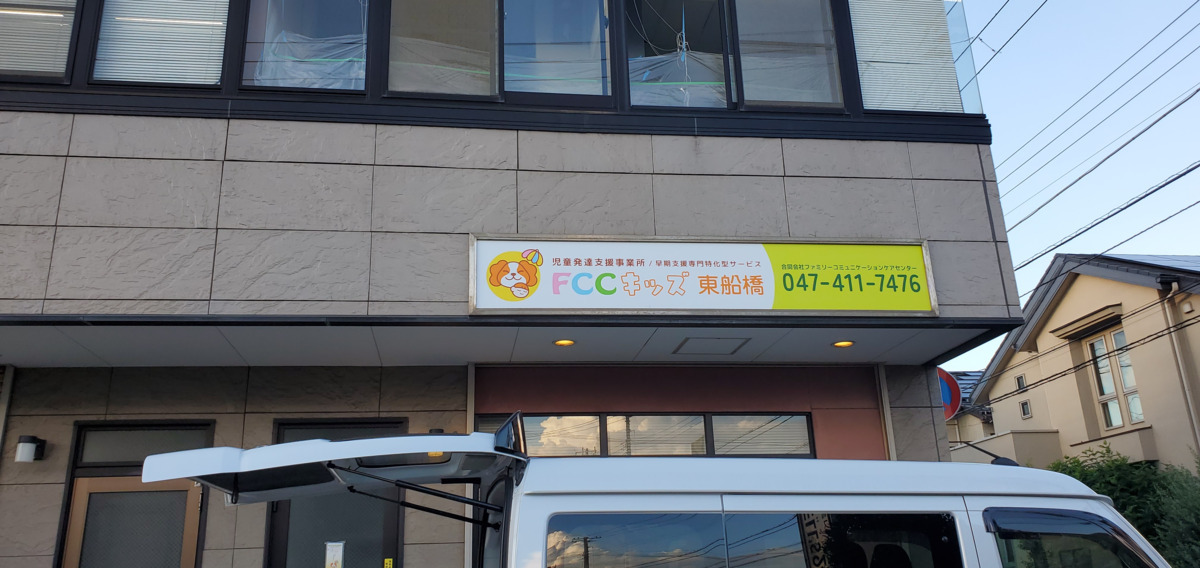 児童発達支援事業所 / 早期支援専門特化型サービス
FCCキッズ 東船橋
合同会社ファミリーコミュニケーションケアセンター
047-411-7476